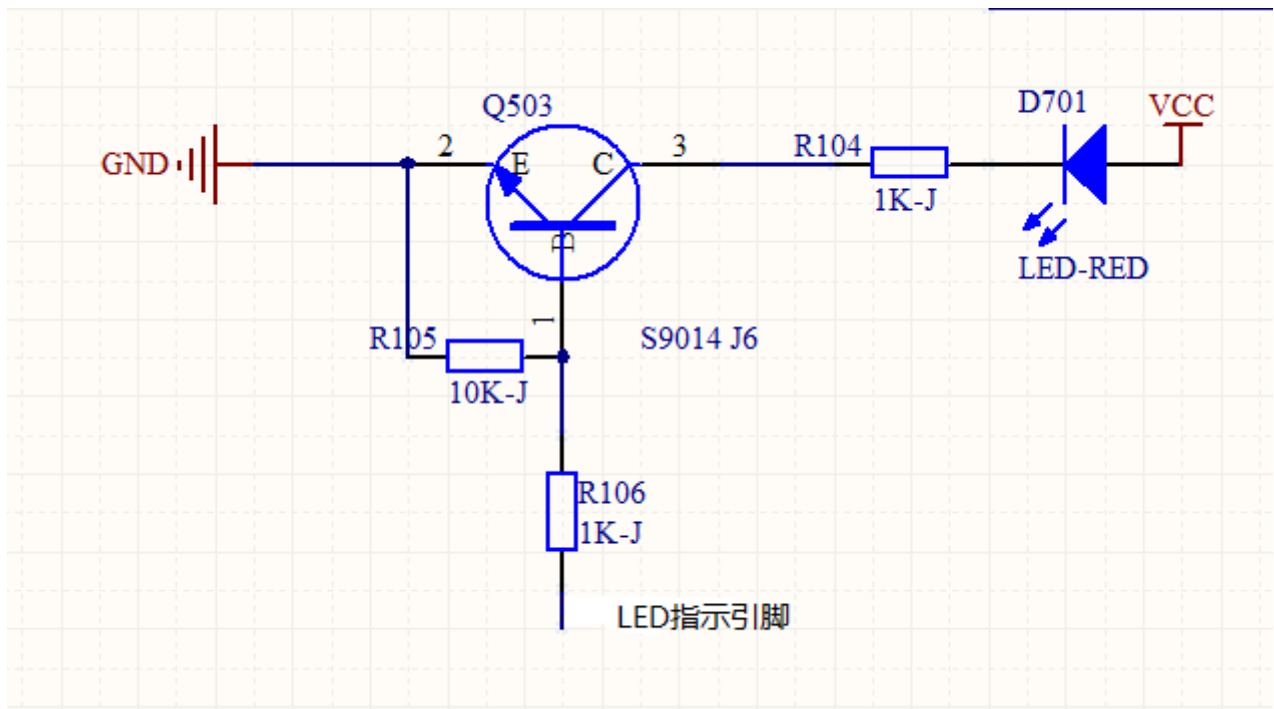 Q503
D701
VCC
GND
2
E
C
3
R104
1K-J
B
LED-RED
1
R105
S9014 J6
10K-J
R106
1K-J
LED指示引脚